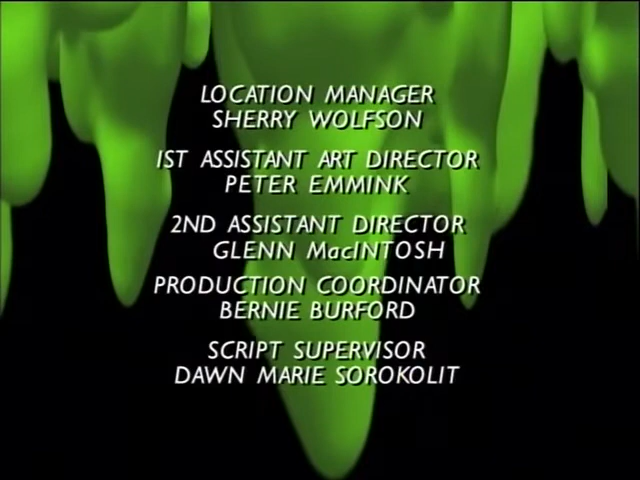 LOCATION MANAGER
SHERRY WOLFSON
1ST ASSISTANT ART DIRECTOR
PETER EMMINK
2ND ASSISTANT DIRECTOR
GLENN MacINTOSH
PRODUCTION COORDINATOR
BERNIE BURFORD
SCRIPT SUPERVISOR
DAWN MARIE SOROKOLIT